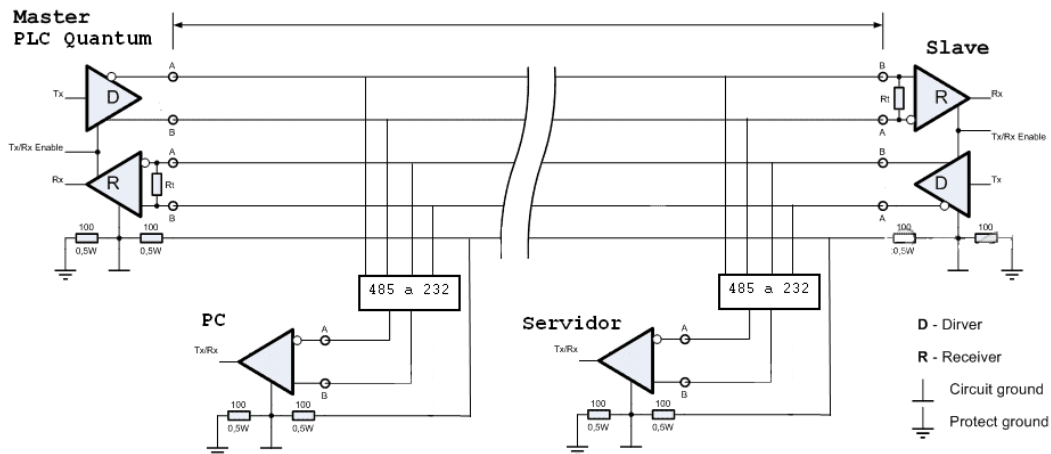 Master
PLC Quantum
Slave
A
B
Tx
D
Rt
R
Rx
B
A
Tx/Rx Enable
Tx/Rx Enable
A
B
Rx
R
Rt
D
Tx
B
A
100
100
100
100
0,5W
0,5W
:0,5W
485 a 232
485 a 232
PC
Servidor
A
A
Tx/Rx
Tx/Rx
B
B
100
100
100
100
0,5W
0,5W
0,5W
0,5W
D - Dirver
R - Receiver
Circuit ground
Protect ground